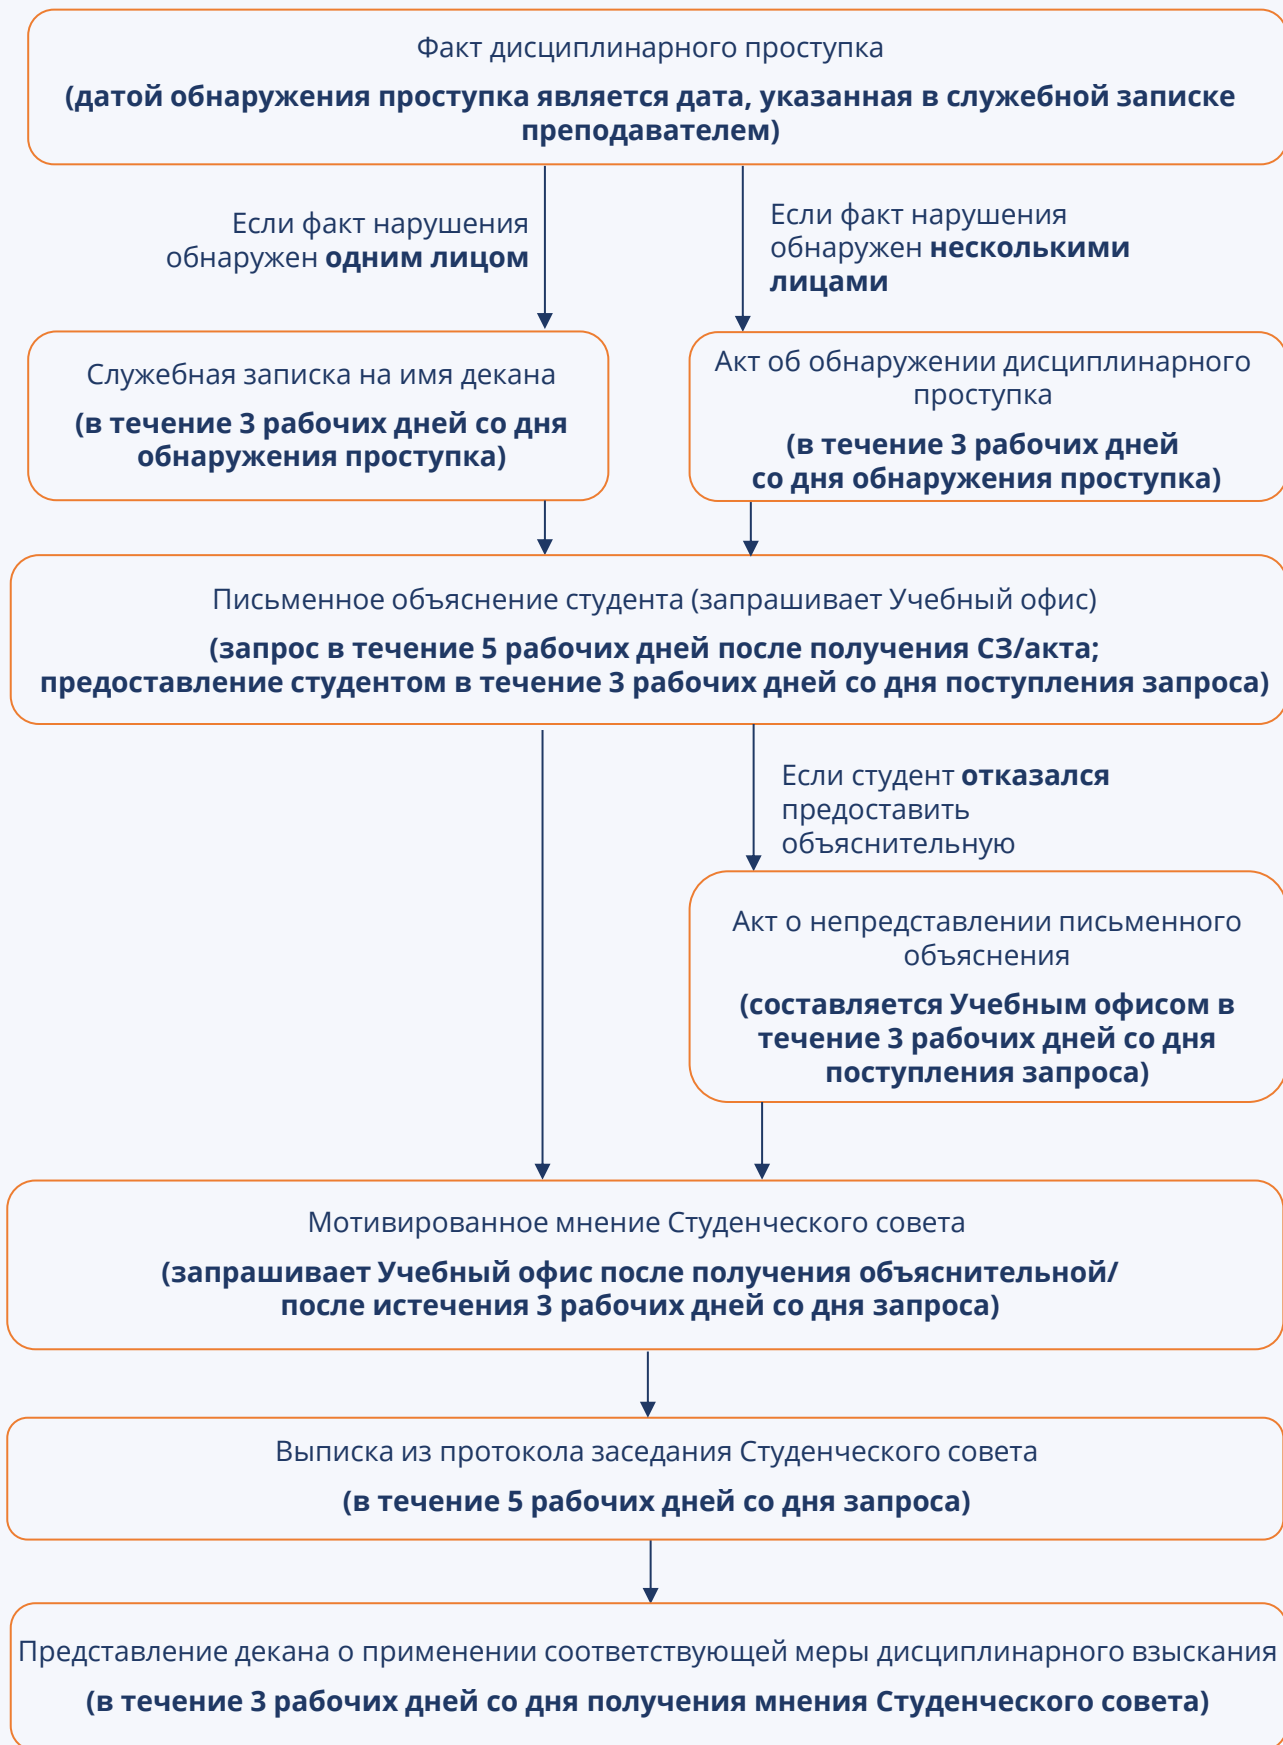 Факт дисциплинарного проступка
(датой обнаружения проступка является дата, указанная в служебной записке
преподавателем)
Если факт нарушения
обнаружен одним лицом
Если факт нарушения
обнаружен несколькими
лицами
Служебная записка на имя декана
(в течение 3 рабочих дней со дня
обнаружения проступка)
Акт об обнаружении дисциплинарного
проступка
(в течение 3 рабочих дней
со дня обнаружения проступка)
Письменное объяснение студента (запрашивает Учебный офис)
(запрос в течение 5 рабочих дней после получения СЗ/акта;
предоставление студентом в течение 3 рабочих дней со дня поступления запроса)
Если студент отказался
предоставить
объяснительную
Акт о непредставлении письменного
объяснения
(составляется Учебным офисом в
течение 3 рабочих дней со дня
поступления запроса)
Мотивированное мнение Студенческого совета
(запрашивает Учебный офис после получения объяснительной/
после истечения 3 рабочих дней со дня запроса)
Выписка из протокола заседания Студенческого совета
(в течение 5 рабочих дней со дня запроса)
Представление декана о применении соответствующей меры дисциплинарного взыскания
(в течение 3 рабочих дней со дня получения мнения Студенческого совета)